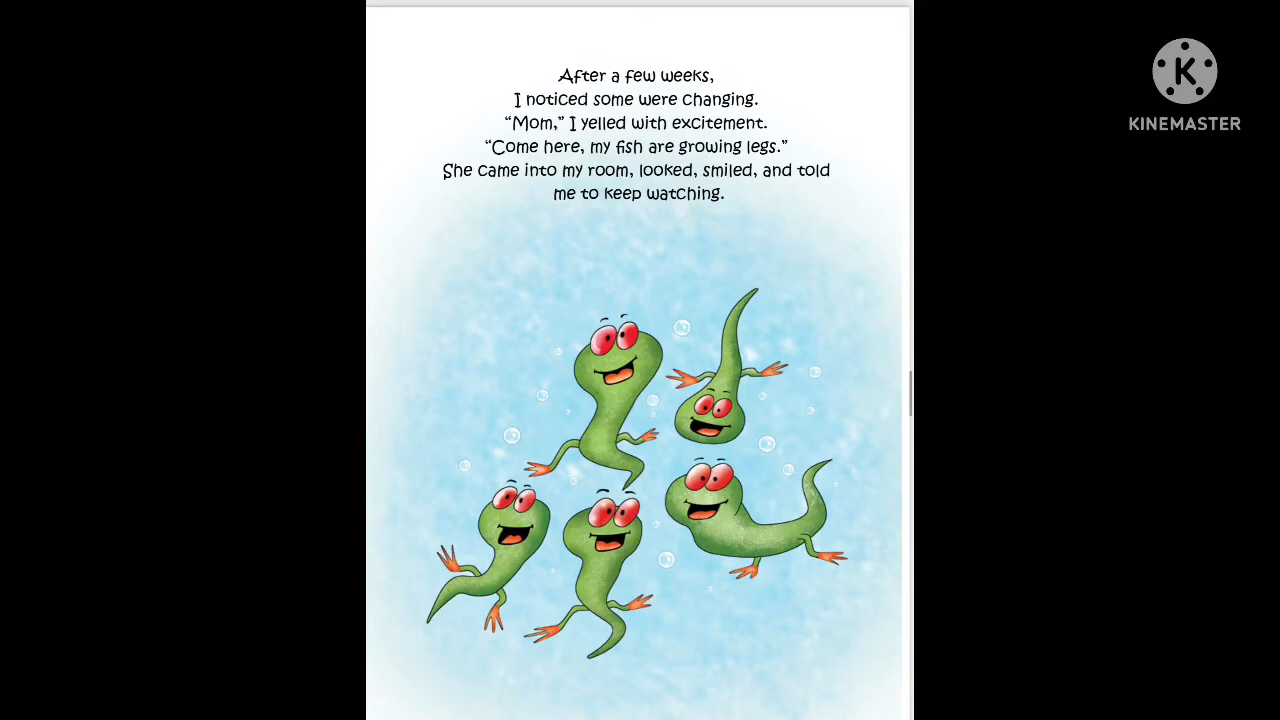 After a few weeks,
I noticed some were changing.
“Mom,” I yelled with excitement.
“Come here, my fish are growing legs.”
She came into my room, looked, smiled, and told
me to keep watching.
K
KINEMASTER